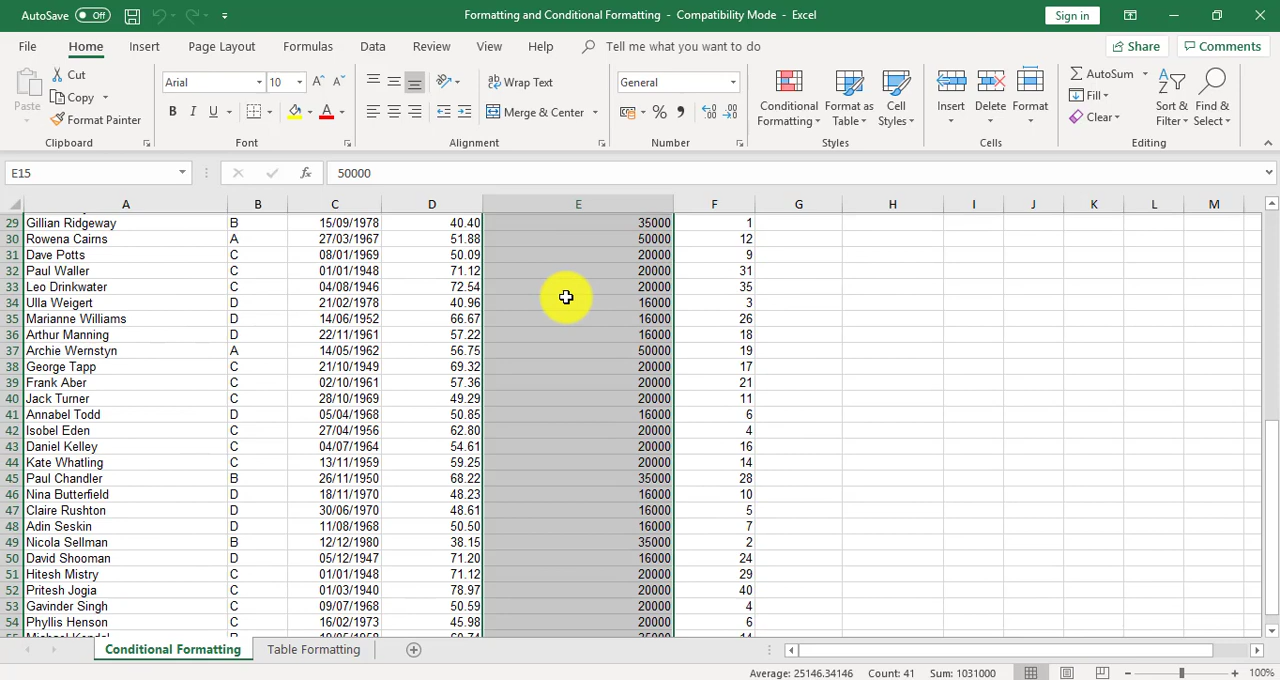 AutoSave Off Formatting and Conditional Formatting - Compatibility Mode - Excel Sign in
File Home Insert Page Layout Formulas Data Review View Help Tell me what you want to do Share Comments
Paste Cut Copy Format Painter
Arial 10 A A B I U A
Wrap Text Merge & Center
General % ,
Conditional Formatting Format as Table Cell Styles
Insert Delete Format
AutoSum Fill Clear Sort & Filter Find & Select
Clipboard Font Alignment Number Styles Cells Editing
E15 fx 50000
A B C D E F G H I J K L M
29 Gillian Ridgeway B 15/09/1978 40.40 35000 1
30 Rowena Cairns A 27/03/1967 51.88 50000 12
31 Dave Potts C 08/01/1969 50.09 20000 9
32 Paul Waller C 01/01/1948 71.12 20000 31
33 Leo Drinkwater C 04/08/1946 72.54 20000 35
34 Ulla Weigert D 21/02/1978 40.96 16000 3
35 Marianne Williams D 14/06/1952 66.67 16000 26
36 Arthur Manning D 22/11/1961 57.22 16000 18
37 Archie Wernstyn A 14/05/1962 56.75 50000 19
38 George Tapp C 21/10/1949 69.32 20000 17
39 Frank Aber C 02/10/1961 57.36 20000 21
40 Jack Turner C 28/10/1969 49.29 20000 11
41 Annabel Todd D 05/04/1968 50.85 16000 6
42 Isobel Eden C 27/04/1956 62.80 20000 4
43 Daniel Kelley C 04/07/1964 54.61 20000 16
44 Kate Whatling C 13/11/1959 59.25 20000 14
45 Paul Chandler B 26/11/1950 68.22 35000 28
46 Nina Butterfield D 18/11/1970 48.23 16000 10
47 Claire Rushton D 30/06/1970 48.61 16000 5
48 Adin Seskin D 11/08/1968 50.50 16000 7
49 Nicola Sellman B 12/12/1980 38.15 35000 2
50 David Shooman D 05/12/1947 71.20 16000 24
51 Hitesh Mistry C 01/01/1948 71.12 20000 29
52 Pritesh Jogia C 01/03/1940 78.97 20000 40
53 Gavinder Singh C 09/07/1968 50.59 20000 4
54 Phyllis Henson C 16/02/1973 45.98 20000 6
Conditional Formatting Table Formatting
Average: 25146.34146 Count: 41 Sum: 1031000 100%